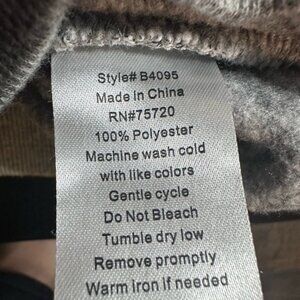 Style# B4095
Made in China
RN#75720
100% Polyester
Machine wash cold
with like colors
Gentle cycle
Do Not Bleach
Tumble dry low
Remove promptly
Warm iron if needed